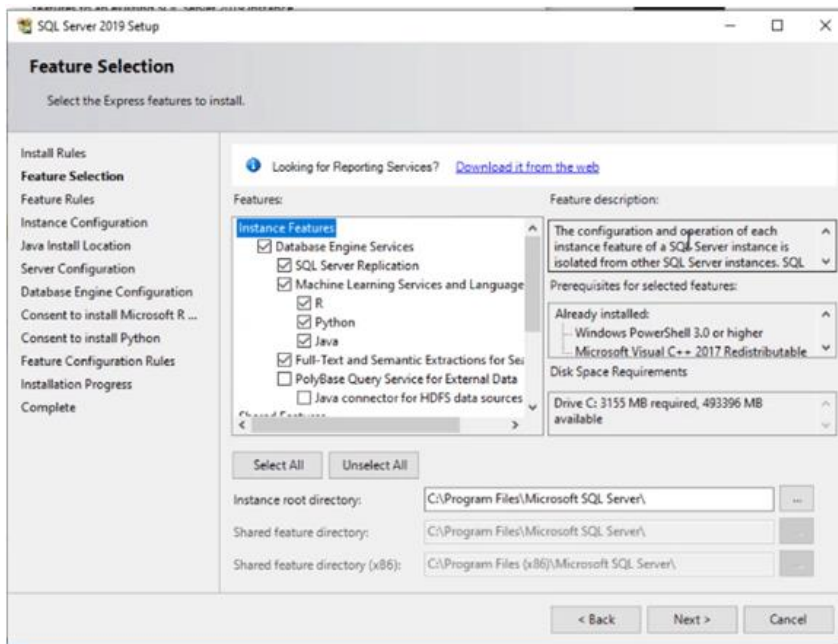 SQL Server 2019 Setup
Feature Selection
Select the Express features to install.
Install Rules
Feature Selection
Feature Rules
Instance Configuration
Java Install Location
Server Configuration
Database Engine Configuration
Consent to install Microsoft R ...
Consent to install Python
Feature Configuration Rules
Installation Progress
Complete
Looking for Reporting Services? Download it from the web
Features:
Instance Features
Database Engine Services
SQL Server Replication
Machine Learning Services and Language
R
Python
Java
Full-Text and Semantic Extractions for Sea
PolyBase Query Service for External Data
Java connector for HDFS data sources
Shared Features
Feature description:
The configuration and operation of each
instance feature of a SQL Server instance is
isolated from other SQL Server instances. SQL
Prerequisites for selected features:
Already installed:
Windows PowerShell 3.0 or higher
Microsoft Visual C++ 2017 Redistributable
Disk Space Requirements
Drive C: 3155 MB required, 493396 MB
available
Select All
Unselect All
Instance root directory: C:\Program Files\Microsoft SQL Server\ ...
Shared feature directory: C:\Program Files\Microsoft SQL Server\
Shared feature directory (x86): C:\Program Files (x86)\Microsoft SQL Server\
< Back
Next >
Cancel